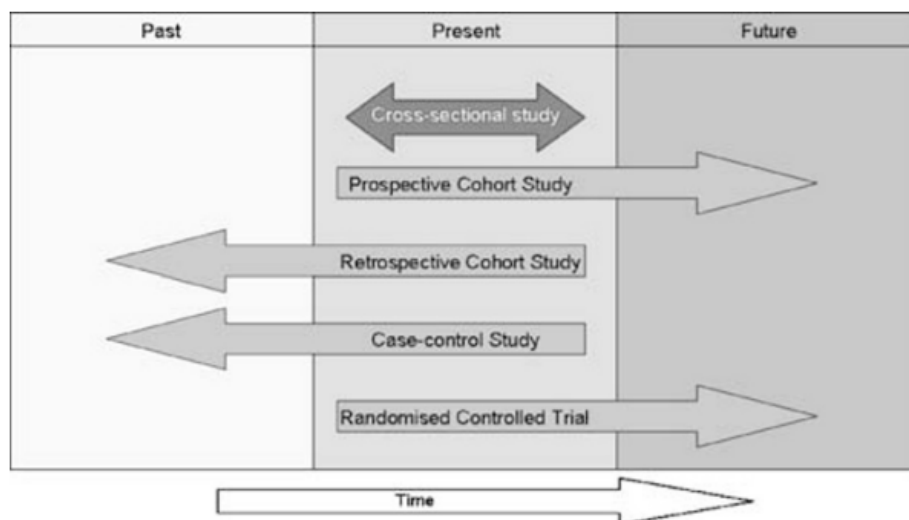 Past Present Future
Cross-sectional study
Prospective Cohort Study
Retrospective Cohort Study
Case-control Study
Randomised Controlled Trial
Time